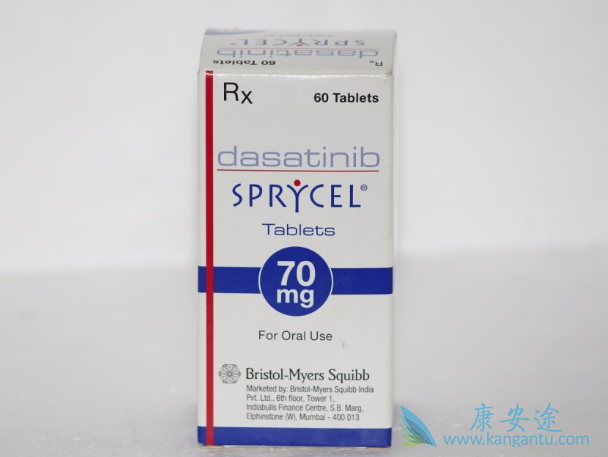 dasatinib
SPRYCEL®
60 Tablets
Rx
Rx
60 Tablets
dasatinib
SPRYCEL®
Tablets
70
mg
For Oral Use
Bristol-Myers Squibb
Marketed by: Bristol-Myers Squibb India
Pvt. Ltd., 6th floor, Tower 1,
Indiabulls Finance Centre, S.B. Marg,
Elphinstone (W), Mumbai - 400 013
康安途
www.kangantu.com